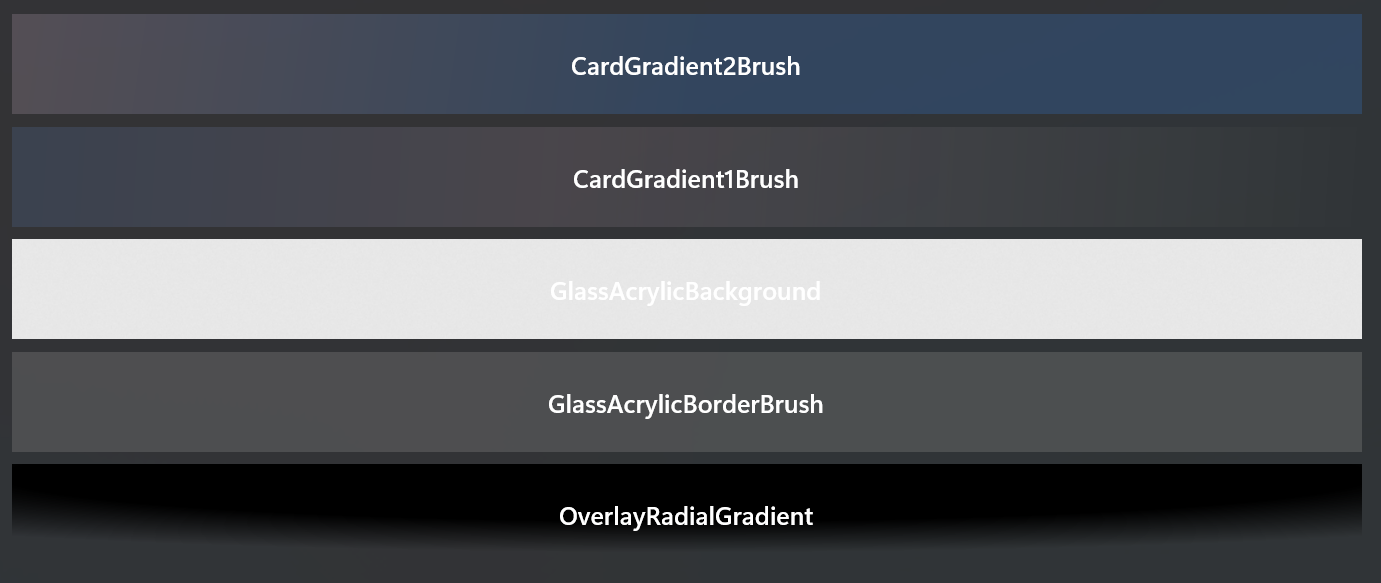 CardGradient2Brush
CardGradient1Brush
GlassAcrylicBackground
GlassAcrylicBorderBrush
OverlayRadialGradient